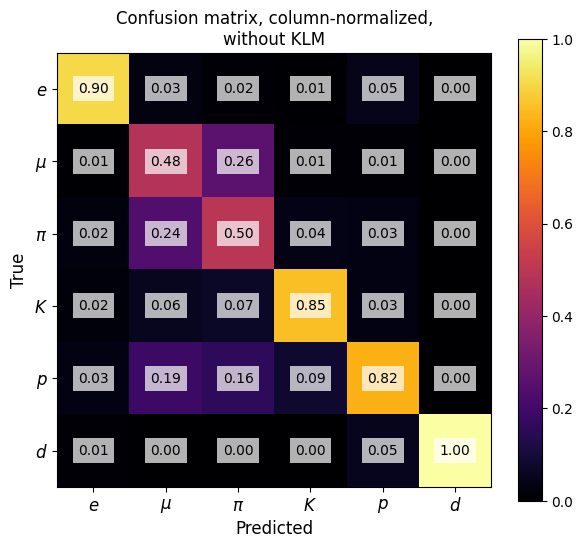 Confusion matrix, column-normalized,
without KLM
True
e 0.90 0.03 0.02 0.01 0.05 0.00
μ 0.01 0.48 0.26 0.01 0.01 0.00
π 0.02 0.24 0.50 0.04 0.03 0.00
K 0.02 0.06 0.07 0.85 0.03 0.00
p 0.03 0.19 0.16 0.09 0.82 0.00
d 0.01 0.00 0.00 0.00 0.05 1.00
e μ π K p d
Predicted
1.0
0.8
0.6
0.4
0.2
0.0